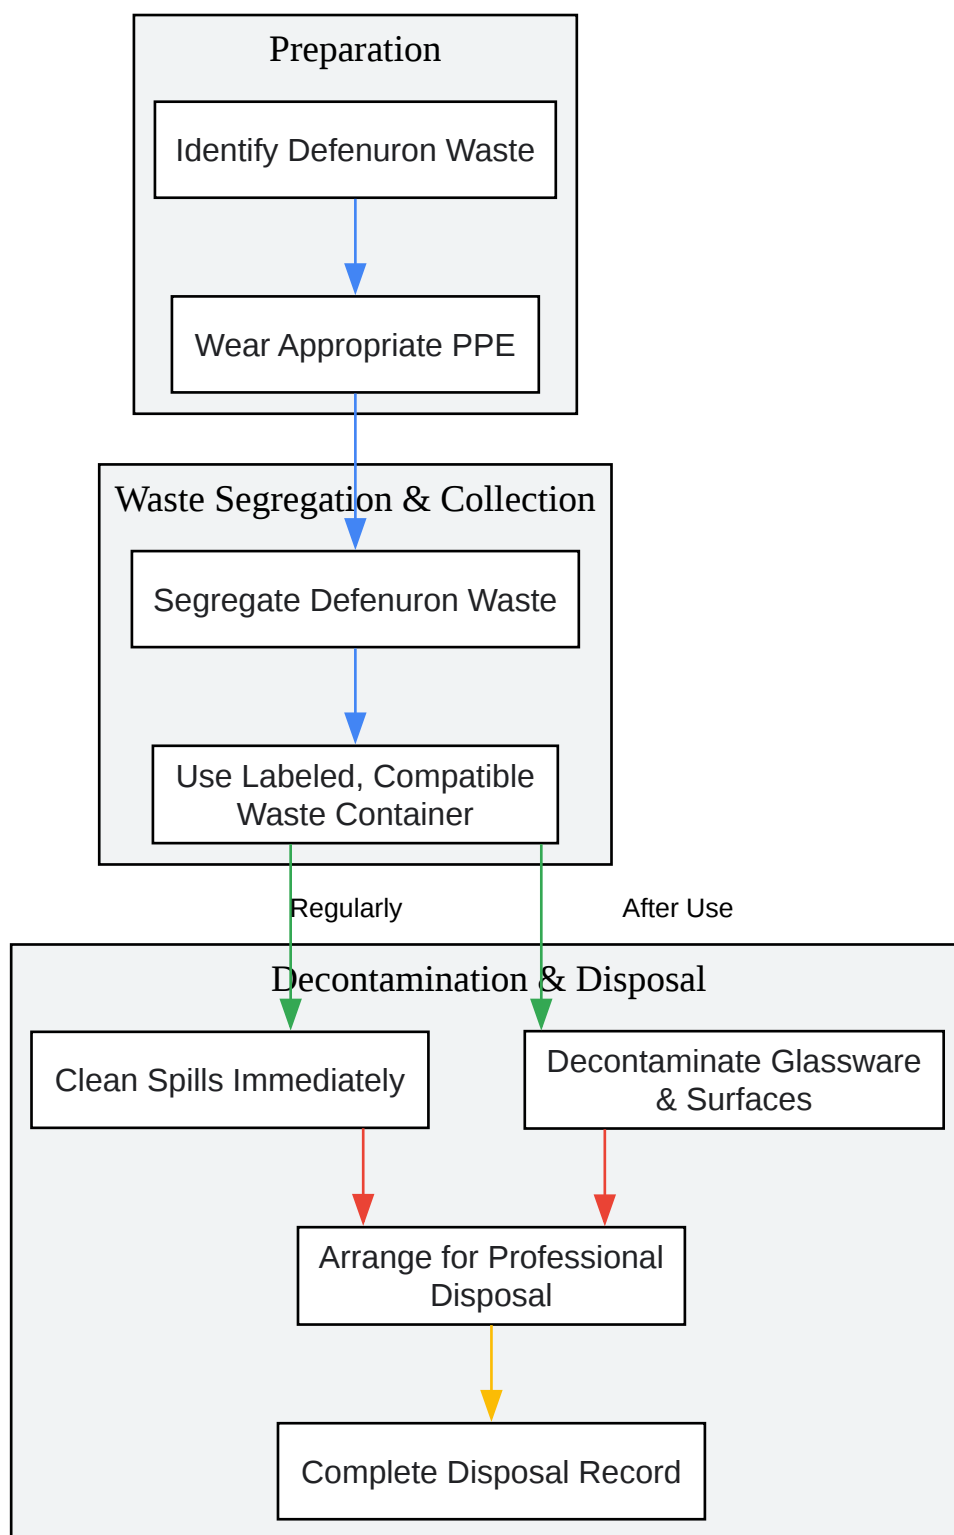 Preparation
Identify Defenuron Waste
Wear Appropriate PPE
Waste Segregation & Collection
Segregate Defenuron Waste
Use Labeled, Compatible
Waste Container
Regularly
After Use
Decontamination & Disposal
Clean Spills Immediately
Decontaminate Glassware
& Surfaces
Arrange for Professional
Disposal
Complete Disposal Record